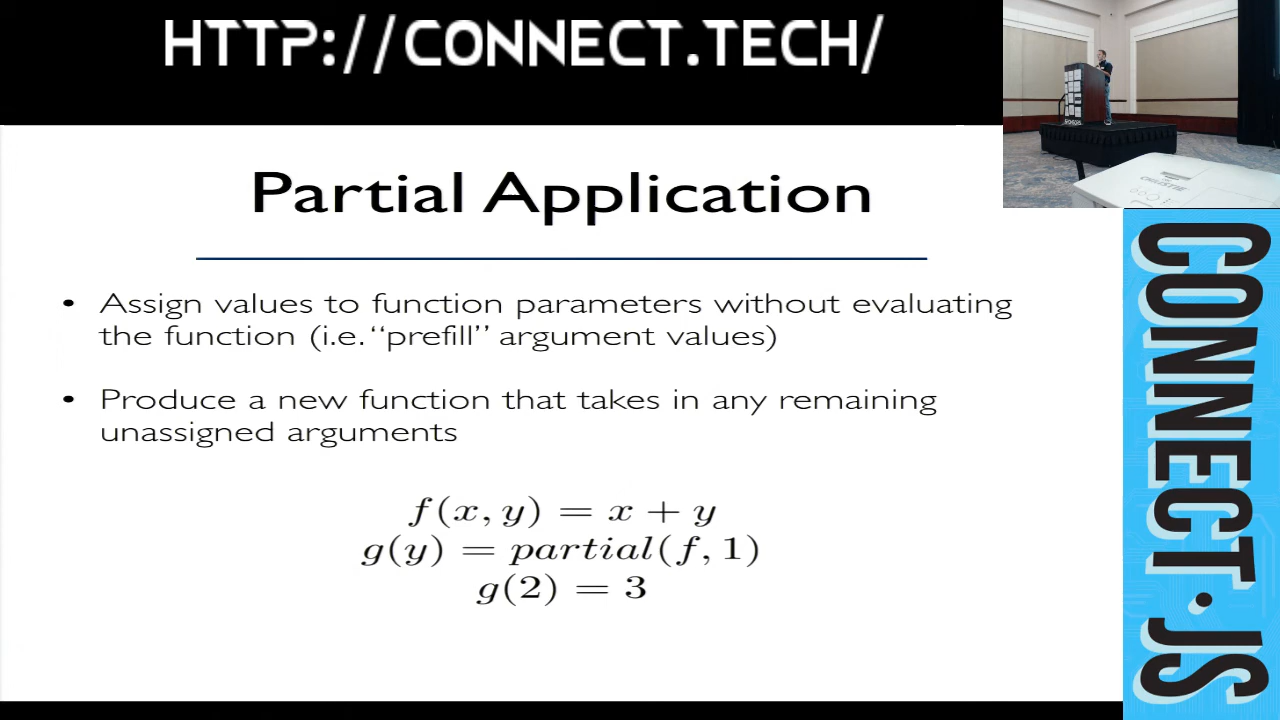 HTTP://CONNECT.TECH/
Partial Application
• Assign values to function parameters without evaluating
the function (i.e. “prefill” argument values)
• Produce a new function that takes in any remaining
unassigned arguments
f(x, y) = x + y
g(y) = partial(f, 1)
g(2) = 3
CHRISTIE
CONNECT·JS